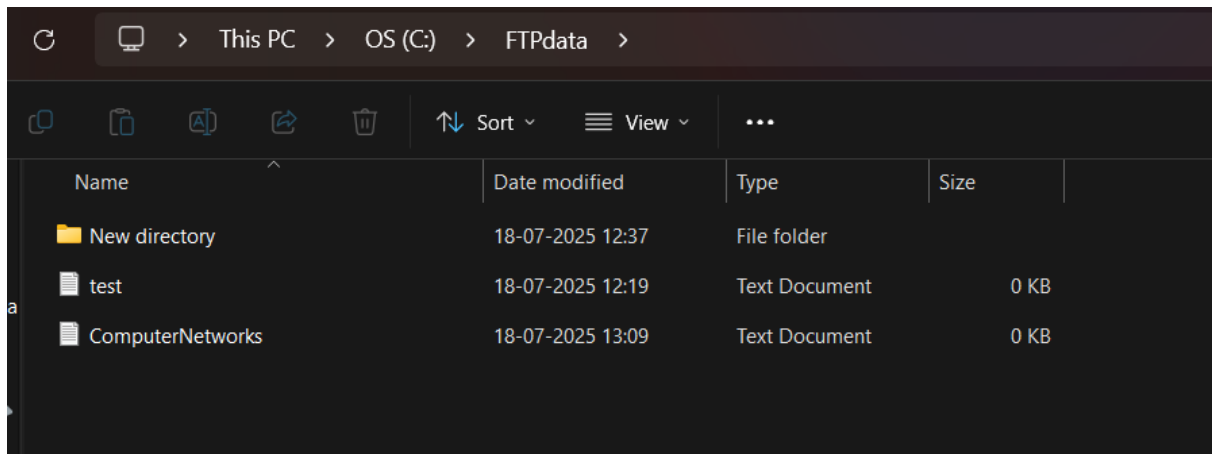 This PC > OS (C:) > FTPdata >
Sort View •••
Name Date modified Type Size
New directory 18-07-2025 12:37 File folder
test 18-07-2025 12:19 Text Document 0 KB
a
ComputerNetworks 18-07-2025 13:09 Text Document 0 KB